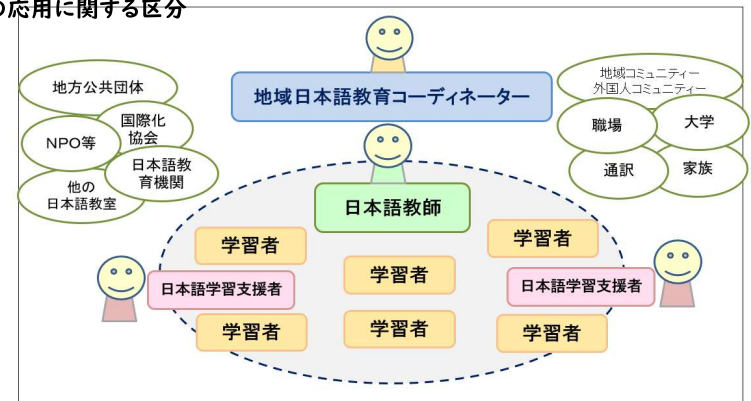 の応用に関する区分
地方公共団体
国際化
協会
NPO等
日本語教
育機関
他の
日本語教室
地域日本語教育コーディネーター
地域コミュニティー
外国人コミュニティー
職場
大学
通訳
家族
日本語教師
学習者
学習者
学習者
日本語学習支援者
日本語学習支援者
学習者
学習者
学習者